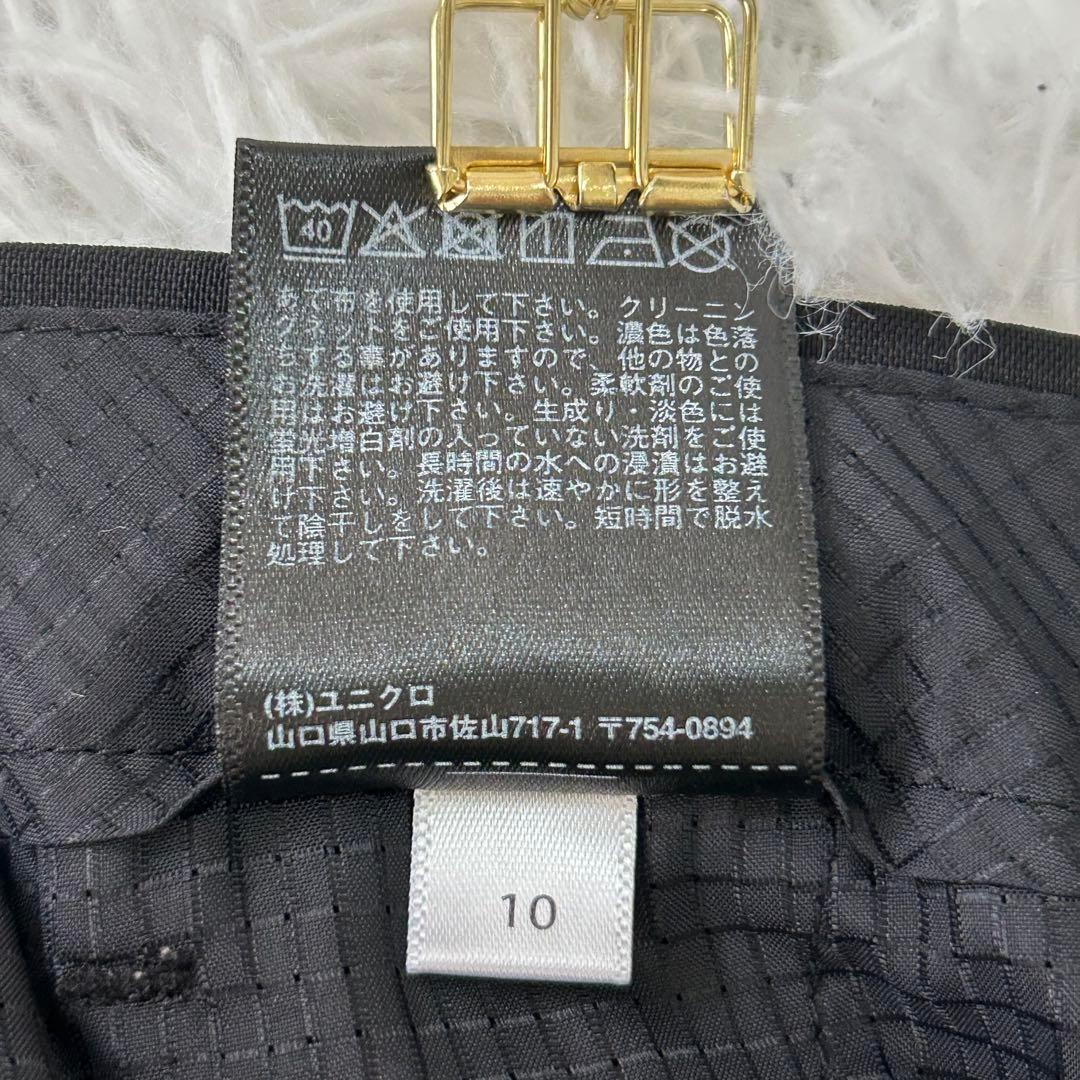 40
あて布を使用して下さい。クリーニン
グネットをご使用下さい。濃色は色落
ちする事がありますので、他の物との
お洗濯はお避け下さい。柔軟剤のご使
用はお避け下さい。生成り・淡色には
蛍光増白剤の入っていない洗剤をご使
用下さい。長時間の水への浸漬はお避
け下さい。洗濯後は速やかに形を整え
て陰干しをして下さい。短時間で脱水
処理して下さい。
(株)ユニクロ
山口県山口市佐山717-1 〒754-0894
10